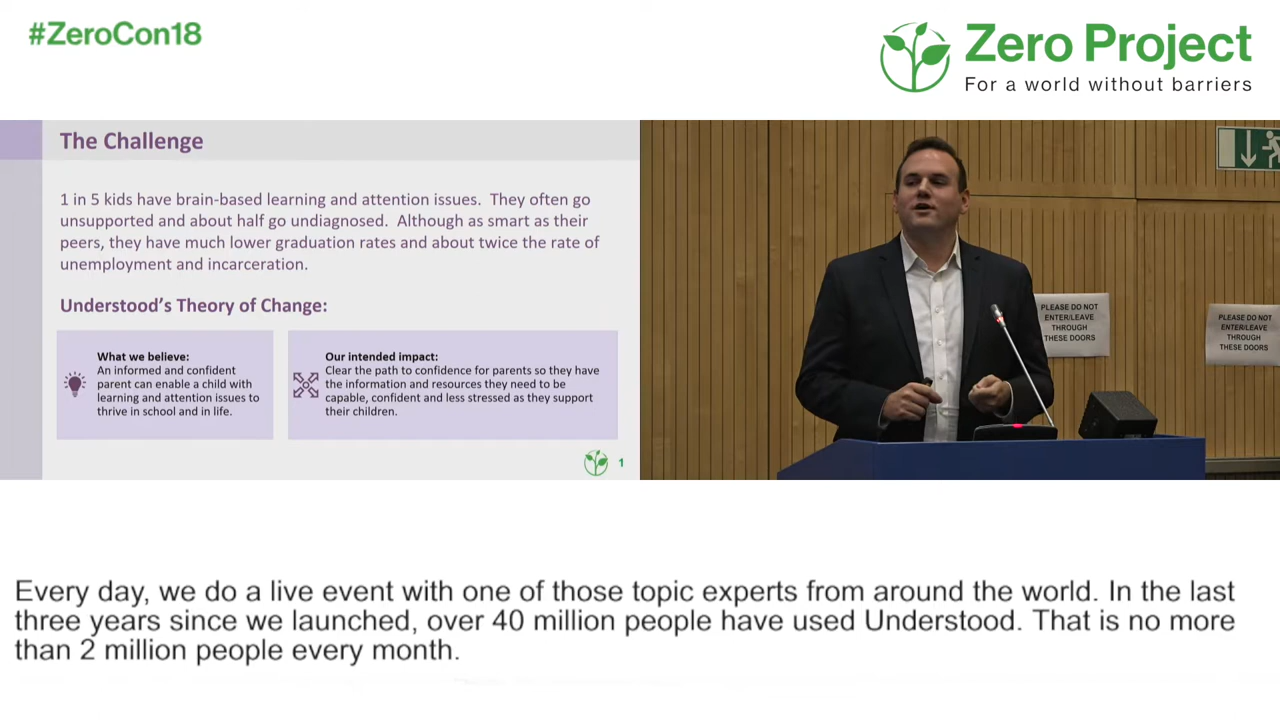 #ZeroCon18
Zero Project
For a world without barriers
The Challenge
1 in 5 kids have brain-based learning and attention issues. They often go
unsupported and about half go undiagnosed. Although as smart as their
peers, they have much lower graduation rates and about twice the rate of
unemployment and incarceration.
Understood's Theory of Change:
What we believe:
An informed and confident
parent can enable a child with
learning and attention issues to
thrive in school and in life.
Our intended impact:
Clear the path to confidence for parents so they have
the information and resources they need to be
capable, confident and less stressed as they support
their children.
1
PLEASE DO NOT
ENTER/LEAVE
THROUGH
THESE DOORS
PLEASE DO NOT
ENTER/LEAVE
THROUGH
THESE DOORS
Every day, we do a live event with one of those topic experts from around the world. In the last
three years since we launched, over 40 million people have used Understood. That is no more
than 2 million people every month.